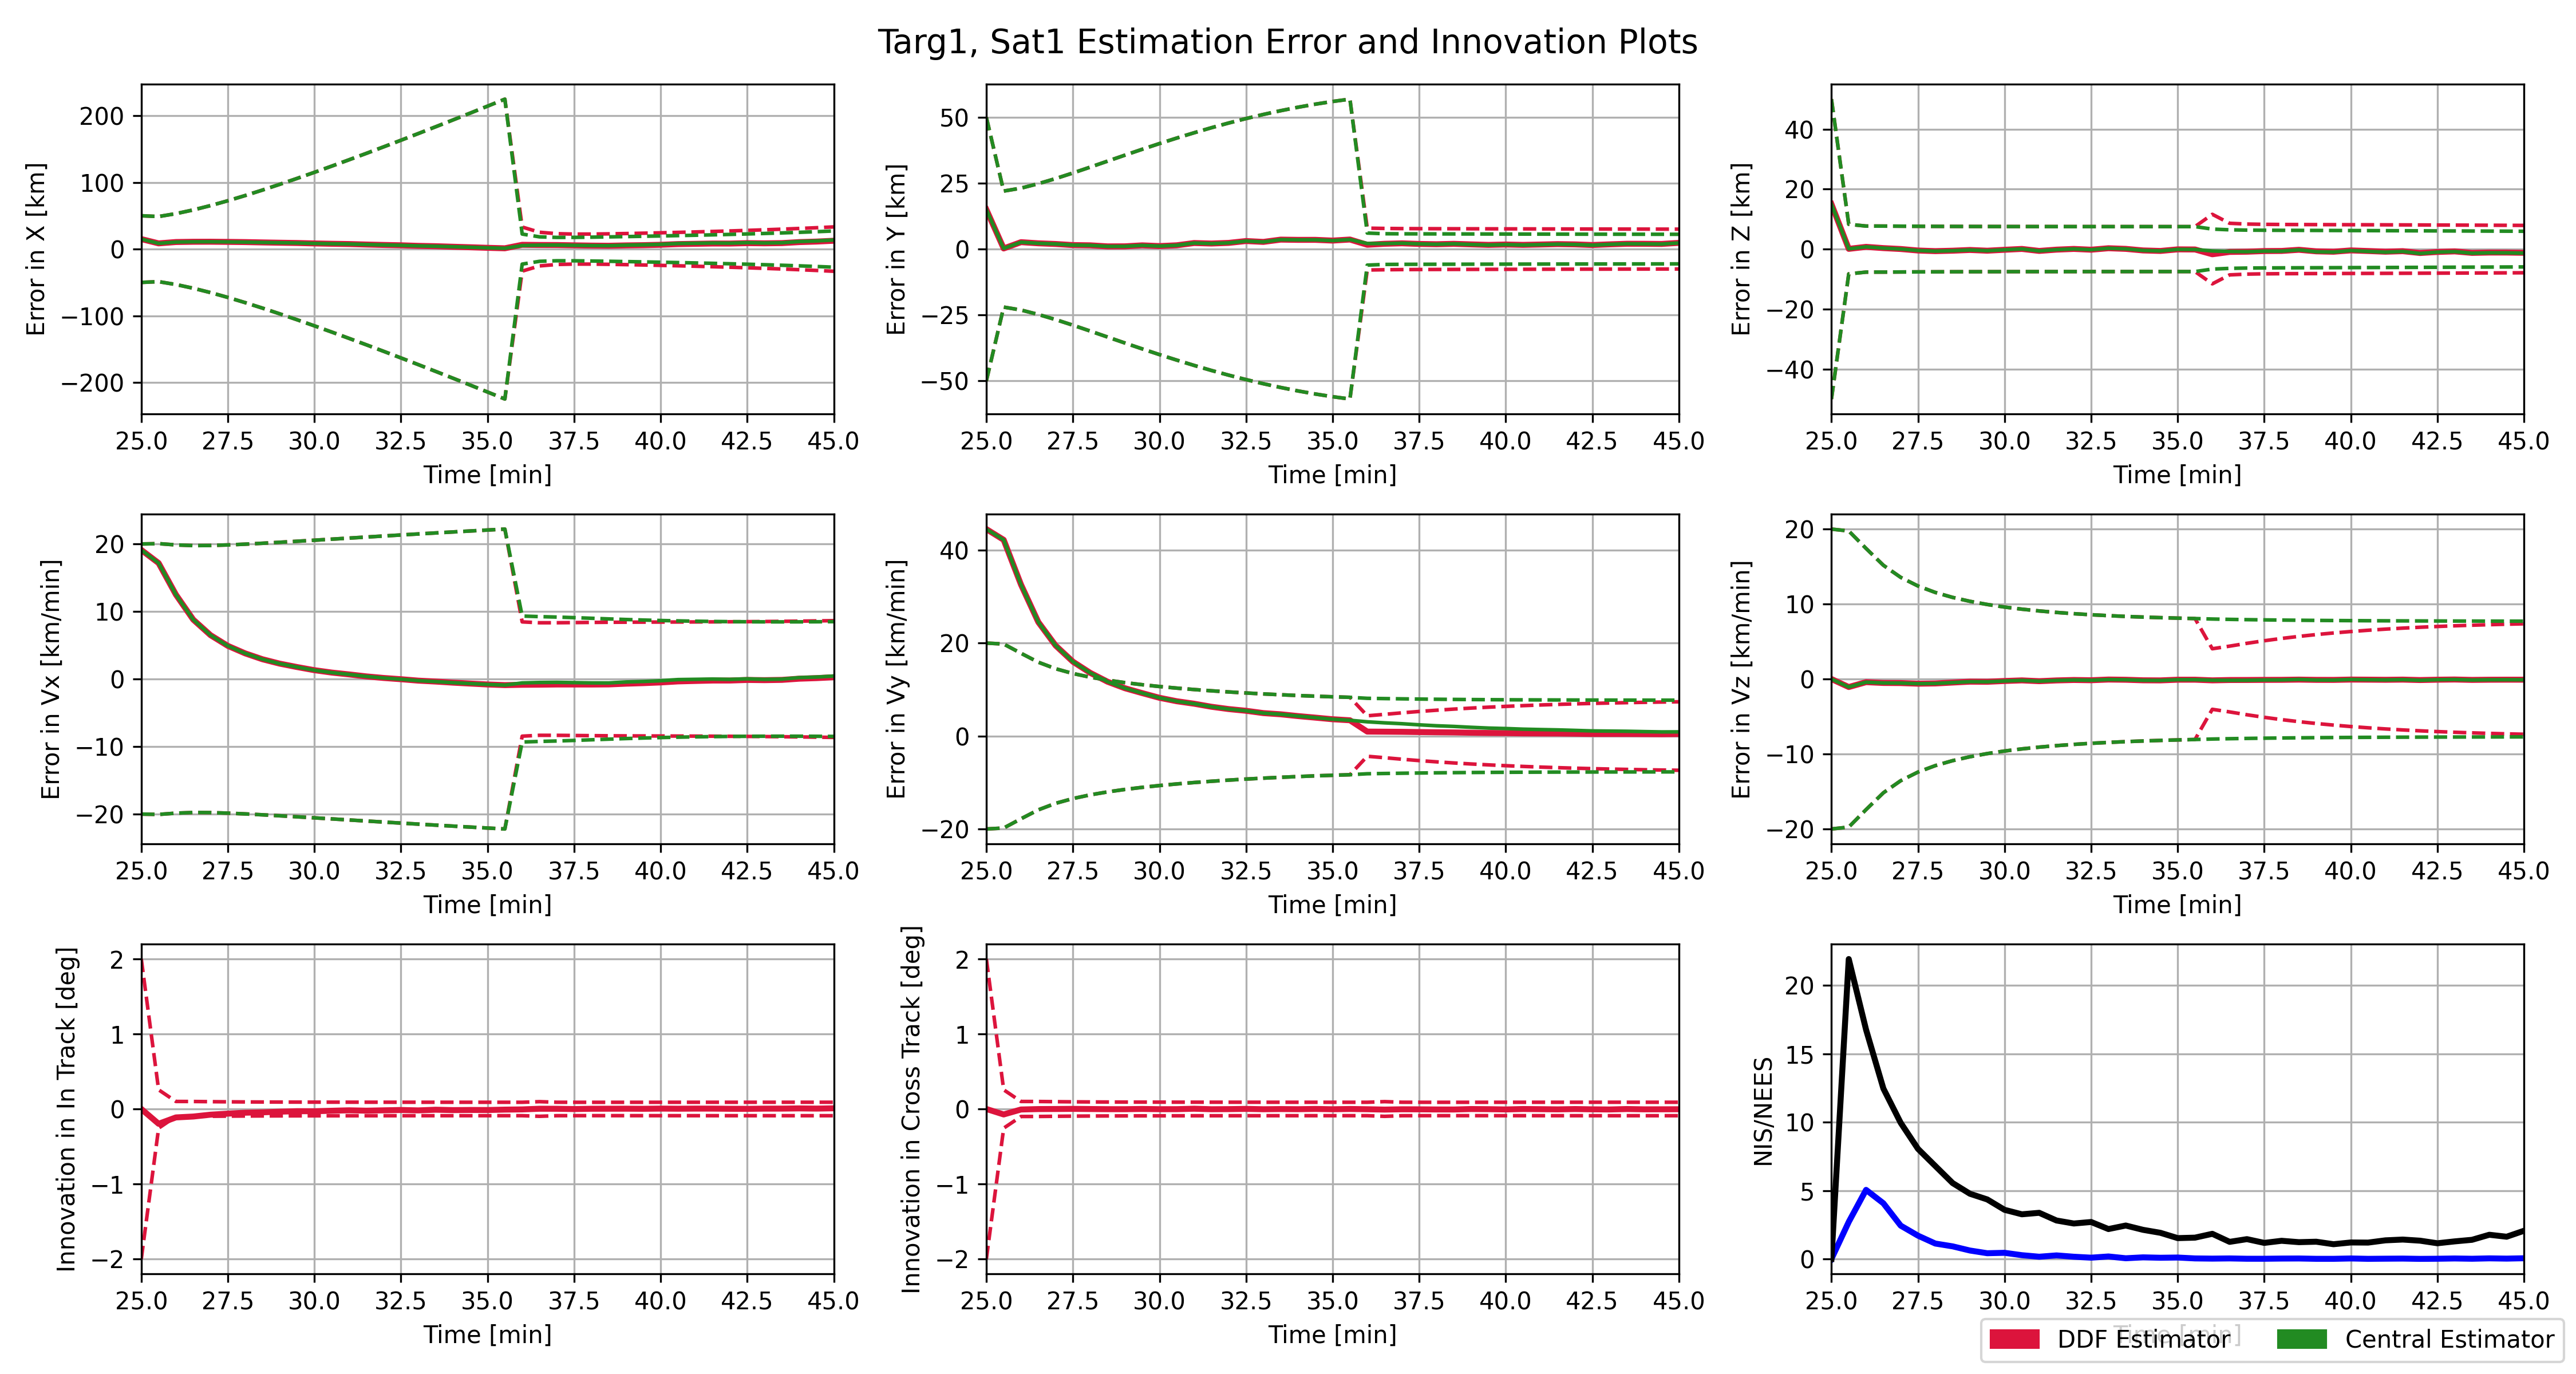 Targ1, Sat1 Estimation Error and Innovation Plots
Error in X [km]
200
100
0
−100
−200
25.0 27.5 30.0 32.5 35.0 37.5 40.0 42.5 45.0
Time [min]
Error in Y [km]
50
25
0
−25
−50
25.0 27.5 30.0 32.5 35.0 37.5 40.0 42.5 45.0
Time [min]
Error in Z [km]
40
20
0
−20
−40
25.0 27.5 30.0 32.5 35.0 37.5 40.0 42.5 45.0
Time [min]
Error in Vx [km/min]
20
10
0
−10
−20
25.0 27.5 30.0 32.5 35.0 37.5 40.0 42.5 45.0
Time [min]
Error in Vy [km/min]
40
20
0
−20
25.0 27.5 30.0 32.5 35.0 37.5 40.0 42.5 45.0
Time [min]
Error in Vz [km/min]
20
10
0
−10
−20
25.0 27.5 30.0 32.5 35.0 37.5 40.0 42.5 45.0
Time [min]
Innovation in In Track [deg]
2
1
0
−1
−2
25.0 27.5 30.0 32.5 35.0 37.5 40.0 42.5 45.0
Time [min]
Innovation in Cross Track [deg]
2
1
0
−1
−2
25.0 27.5 30.0 32.5 35.0 37.5 40.0 42.5 45.0
Time [min]
NIS/NEES
20
15
10
5
0
25.0 27.5 30.0 32.5 35.0 37.5 40.0 42.5 45.0
Time [min]
DDF Estimator Central Estimator